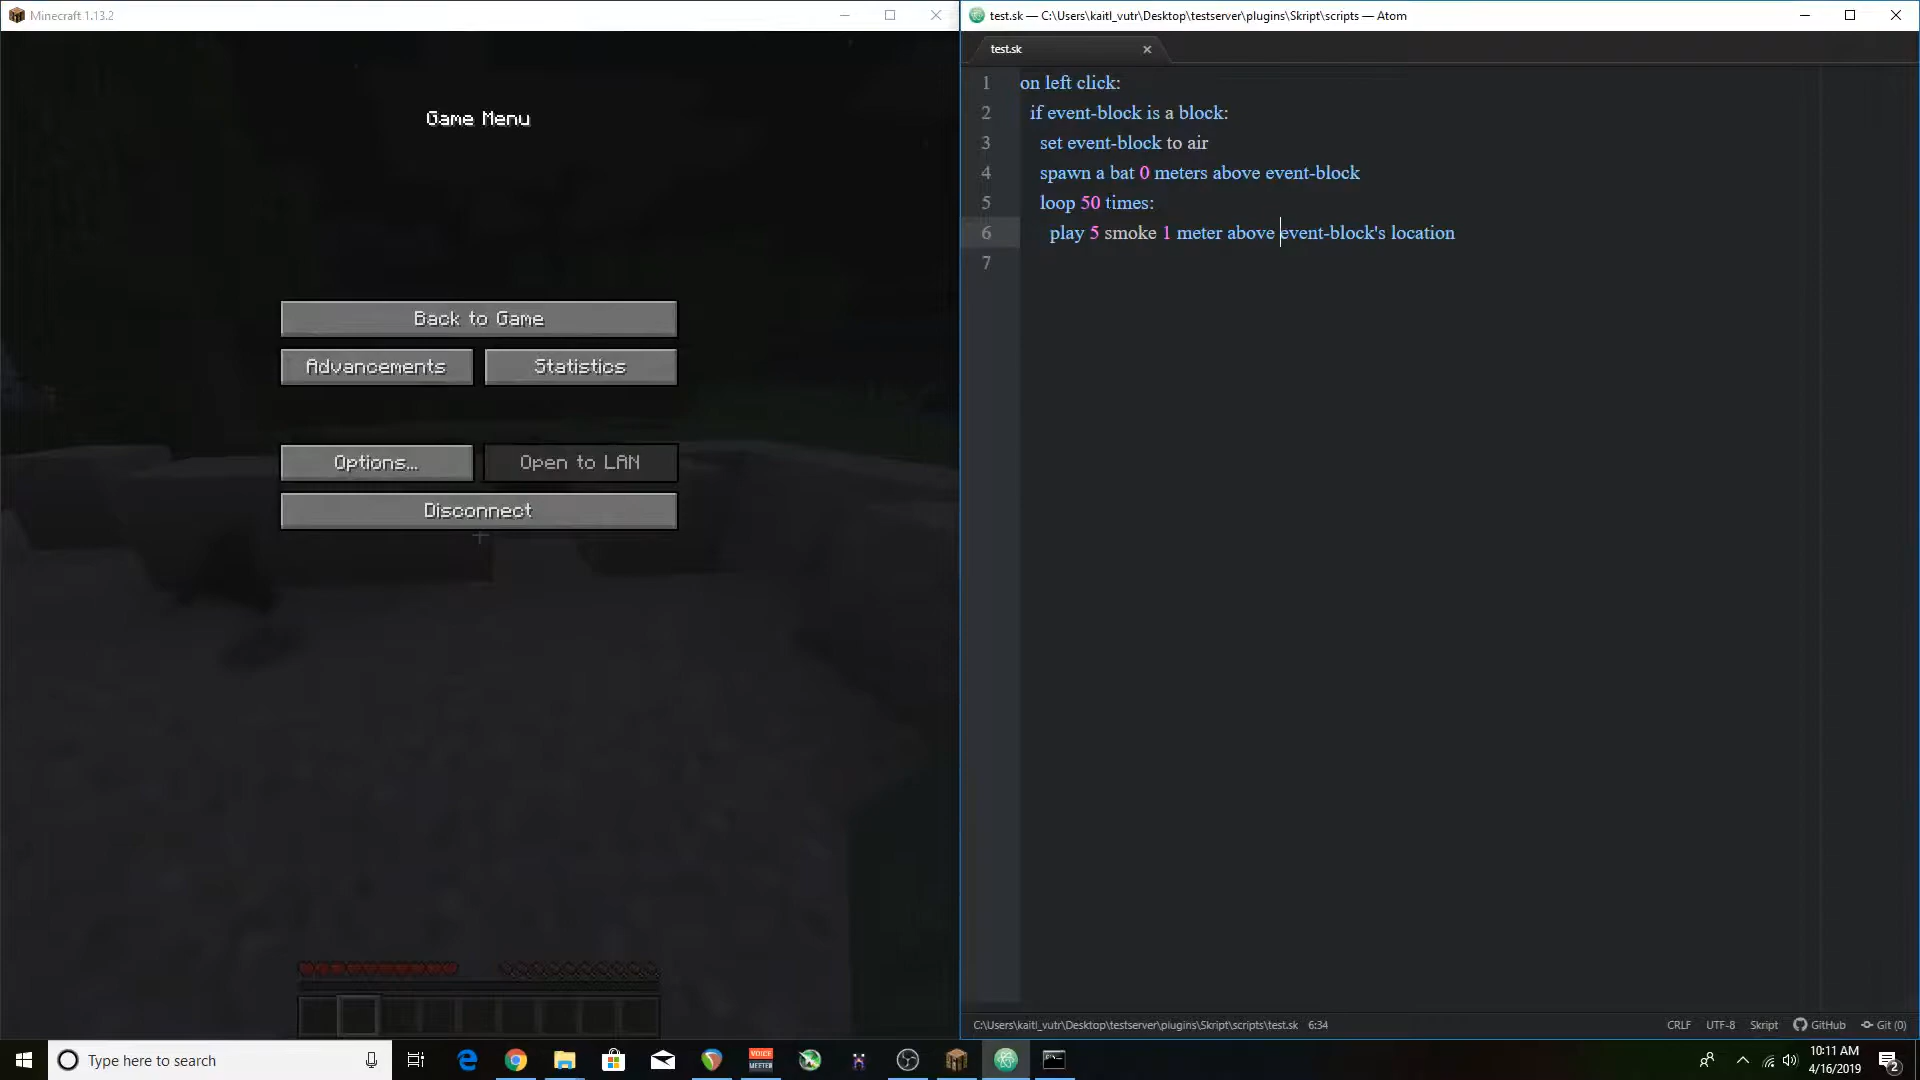 Minecraft 1.13.2
Game Menu
Back to Game
Advancements
Statistics
Options...
Open to LAN
Disconnect
test.sk — C:\Users\kaitl_vutr\Desktop\testserver\plugins\Skript\scripts — Atom
test.sk
1 on left click:
2 if event-block is a block:
3 set event-block to air
4 spawn a bat 0 meters above event-block
5 loop 50 times:
6 play 5 smoke 1 meter above event-block's location
7
C:\Users\kaitl_vutr\Desktop\testserver\plugins\Skript\scripts\test.sk 6:34
CRLF UTF-8 Skript GitHub Git (0)
Type here to search
VOICE
MEETER
10:11 AM
4/16/2019
2